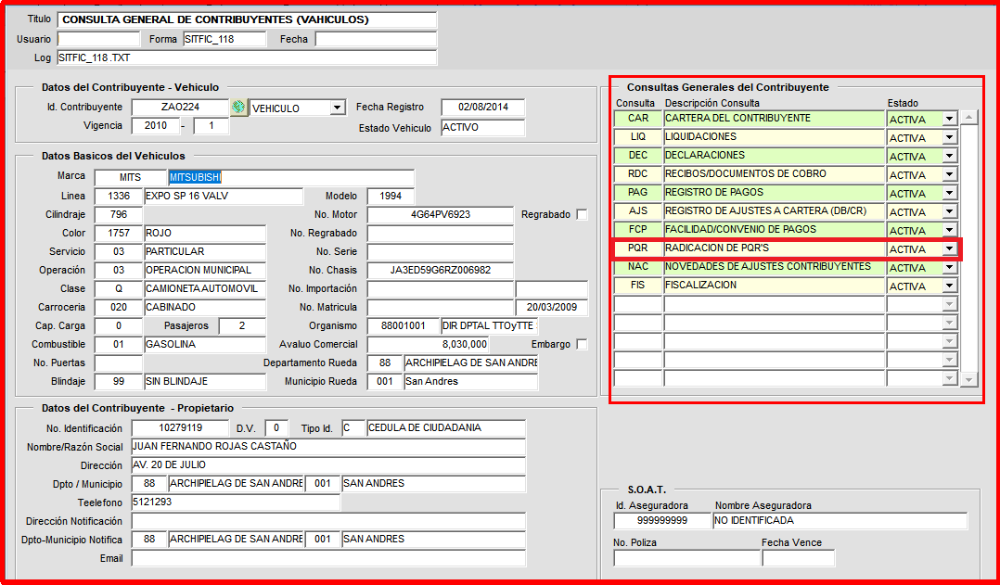 Título CONSULTA GENERAL DE CONTRIBUYENTES (VAHICULOS)
Usuario Forma SITFIC_118 Fecha
Log SITFIC_118.TXT
Datos del Contribuyente - Vehiculo
Id. Contribuyente ZAO224 VEHICULO Fecha Registro 02/08/2014
Vigencia 2010 - 1 Estado Vehiculo ACTIVO
Datos Basicos del Vehiculos
Marca MITS MITSUBISHI
Linea 1336 EXPO SP 16 VALV Modelo 1994
Cilindraje 796 No. Motor 4G64PV6923 Regrabado
Color 1757 ROJO No. Regrabado
Servicio 03 PARTICULAR No. Serie
Operación 03 OPERACION MUNICIPAL No. Chasis JA3ED59G6RZ006982
Clase Q CAMIONETA AUTOMOVIL No. Importación
Carroceria 020 CABINADO No. Matricula 20/03/2009
Cap. Carga 0 Pasajeros 2 Organismo 88001001 DIR DPTAL TTOyTTE
Combustible 01 GASOLINA Avaluo Comercial 8,030,000 Embargo
No. Puertas Departamento Rueda 88 ARCHIPIELAG DE SAN ANDRE
Blindaje 99 SIN BLINDAJE Municipio Rueda 001 San Andres
Datos del Contribuyente - Propietario
No. Identificación 10279119 D.V. 0 Tipo Id. C CEDULA DE CIUDADANIA
Nombre/Razón Social JUAN FERNANDO ROJAS CASTAÑO
Dirección AV. 20 DE JULIO
Dpto / Municipio 88 ARCHIPIELAG DE SAN ANDRE 001 SAN ANDRES
Teelefono 5121293
Dirección Notificación
Dpto-Municipio Notifica 88 ARCHIPIELAG DE SAN ANDRE 001 SAN ANDRES
Email
Consultas Generales del Contribuyente
Consulta Descripción Consulta Estado
CAR CARTERA DEL CONTRIBUYENTE ACTIVA
LIQ LIQUIDACIONES ACTIVA
DEC DECLARACIONES ACTIVA
RDC RECIBOS/DOCUMENTOS DE COBRO ACTIVA
PAG REGISTRO DE PAGOS ACTIVA
AJS REGISTRO DE AJUSTES A CARTERA (DB/CR) ACTIVA
FCP FACILIDAD/CONVENIO DE PAGOS ACTIVA
PQR RADICACION DE PQR'S ACTIVA
NAC NOVEDADES DE AJUSTES CONTRIBUYENTES ACTIVA
FIS FISCALIZACION ACTIVA
S.O.A.T.
Id. Aseguradora Nombre Aseguradora
999999999 NO IDENTIFICADA
No. Poliza Fecha Vence